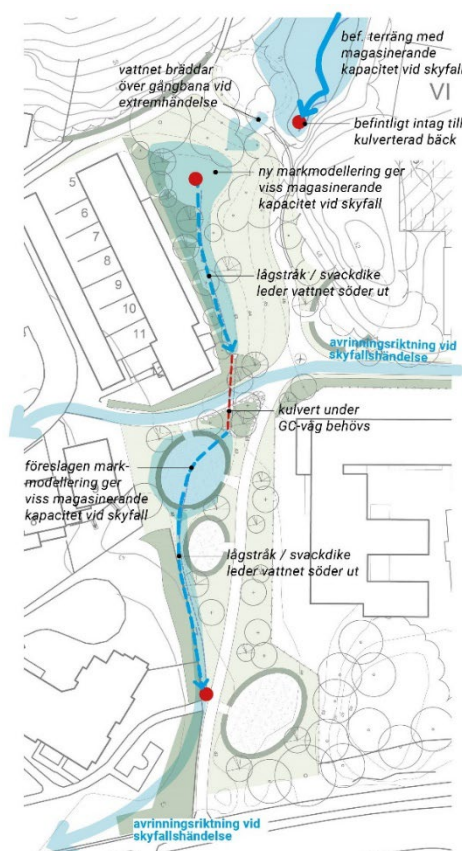 bef. terräng med
magasinerande
kapacitet vid skyfall
VI
vattnet bräddar
över gångbana vid
extremhändelse
befintligt intag till
kulverterad bäck
ny markmodellering ger
viss magasinerande
kapacitet vid skyfall
5
6
7
8
9
10
11
lågstråk / svackdike
leder vattnet söder ut
avrinningsriktning vid
skyfallshändelse
kulvert under
GC-väg behövs
föreslagen mark-
modellering ger
viss magasinerande
kapacitet vid skyfall
lågstråk / svackdike
leder vattnet söder ut
avrinningsriktning vid
skyfallshändelse